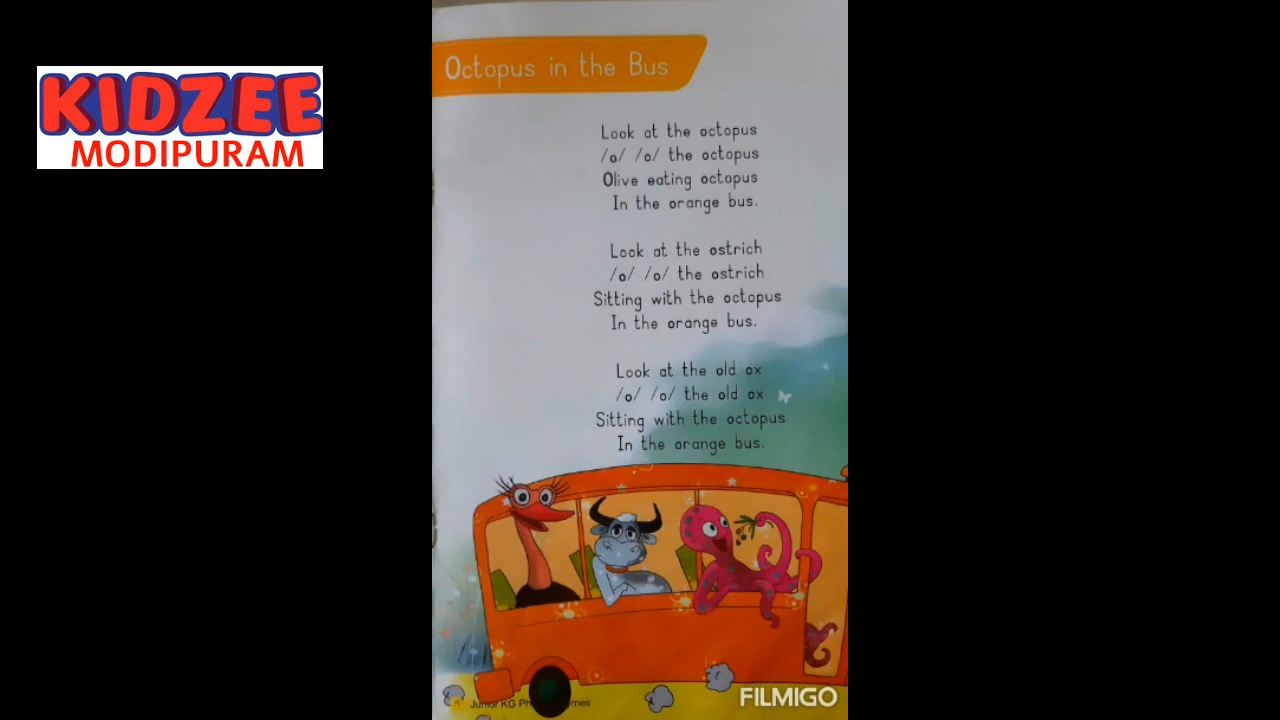 KIDZEE
MODIPURAM
Octopus in the Bus
Look at the octopus
/o/ /o/ the octopus
Olive eating octopus
In the orange bus.
Look at the ostrich
/o/ /o/ the ostrich
Sitting with the octopus
In the orange bus.
Look at the old ox
/o/ /o/ the old ox
Sitting with the octopus
In the orange bus.
Junior KG
FILMIGO